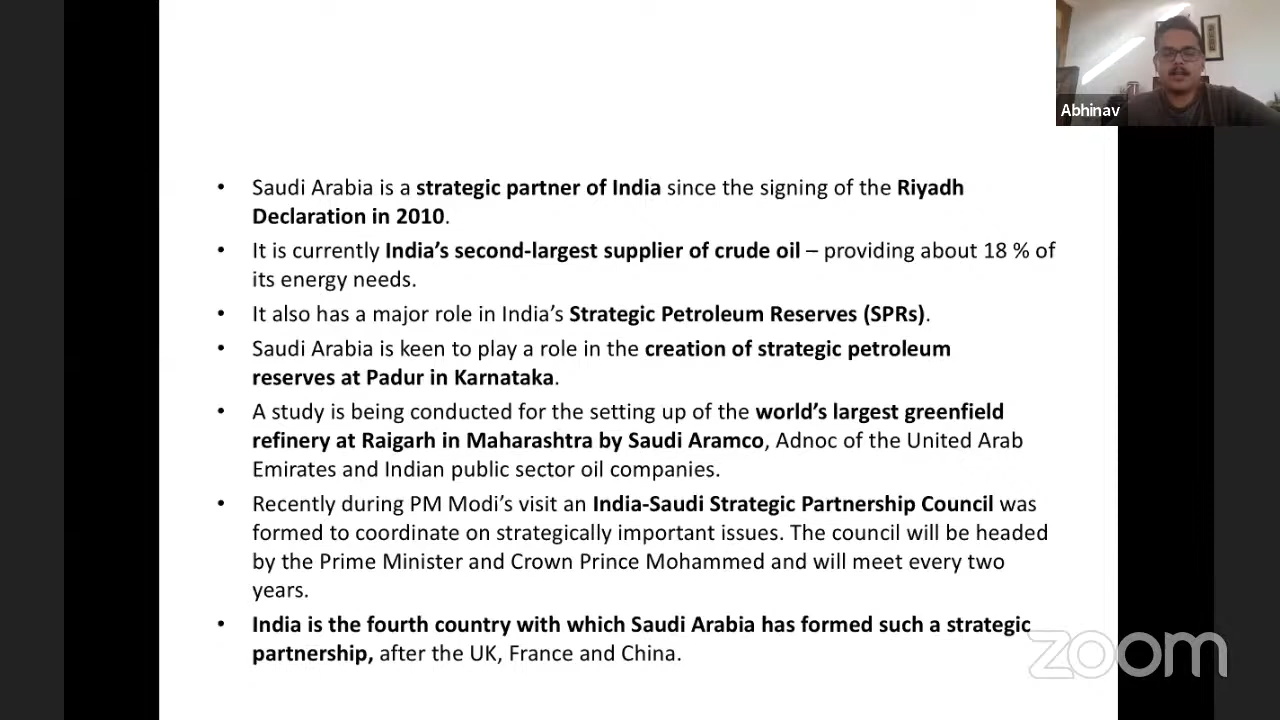 Abhinav
• Saudi Arabia is a strategic partner of India since the signing of the Riyadh
Declaration in 2010.
• It is currently India’s second-largest supplier of crude oil – providing about 18 % of
its energy needs.
• It also has a major role in India’s Strategic Petroleum Reserves (SPRs).
• Saudi Arabia is keen to play a role in the creation of strategic petroleum
reserves at Padur in Karnataka.
• A study is being conducted for the setting up of the world’s largest greenfield
refinery at Raigarh in Maharashtra by Saudi Aramco, Adnoc of the United Arab
Emirates and Indian public sector oil companies.
• Recently during PM Modi’s visit an India-Saudi Strategic Partnership Council was
formed to coordinate on strategically important issues. The council will be headed
by the Prime Minister and Crown Prince Mohammed and will meet every two
years.
• India is the fourth country with which Saudi Arabia has formed such a strategic
partnership, after the UK, France and China.
zoom